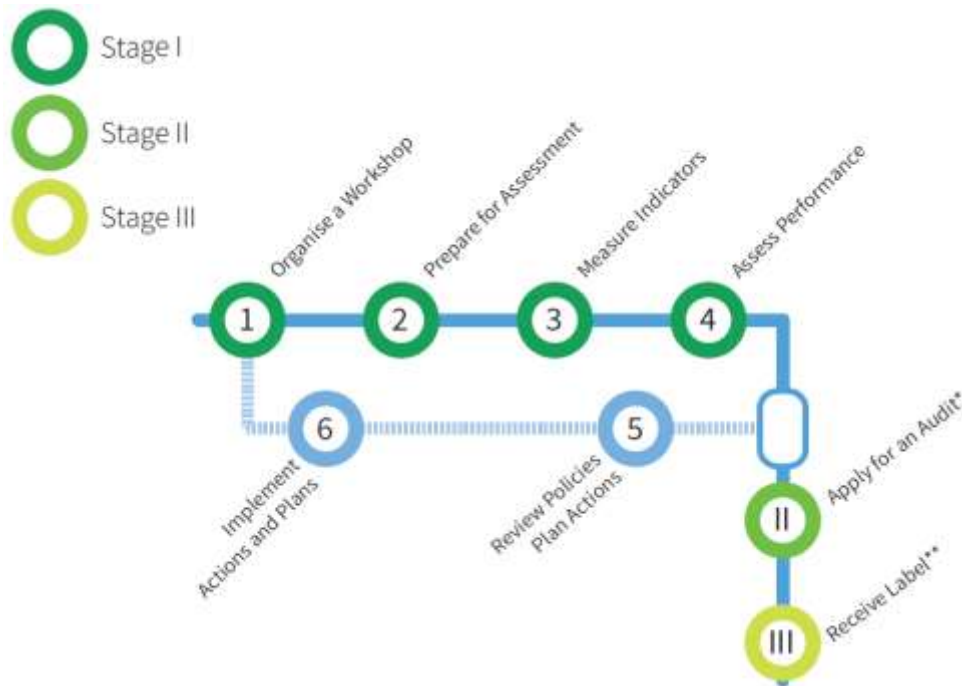 Stage I
Stage II
Stage III
Organise a Workshop
Prepare for Assessment
Measure Indicators
Assess Performance
1
2
3
4
6
5
Implement
Actions and Plans
Review Policies
Plan Actions
II
Apply for an Audit*
III
Receive Label**